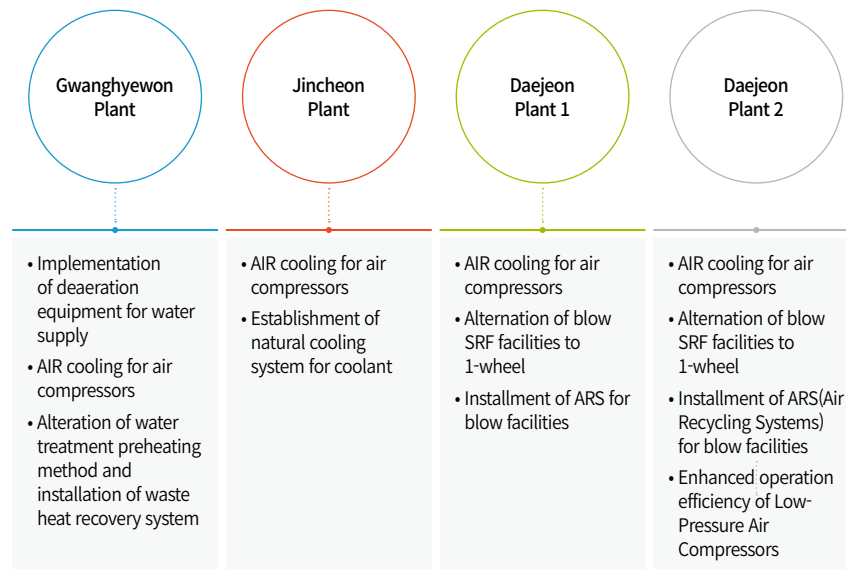 Gwanghyewon
Plant
• Implementation
of deaeration
equipment for water
supply
• AIR cooling for air
compressors
• Alteration of water
treatment preheating
method and
installation of waste
heat recovery system
Jincheon
Plant
• AIR cooling for air
compressors
• Establishment of
natural cooling
system for coolant
Daejeon
Plant 1
• AIR cooling for air
compressors
• Alternation of blow
SRF facilities to
1-wheel
• Installment of ARS for
blow facilities
Daejeon
Plant 2
• AIR cooling for air
compressors
• Alternation of blow
SRF facilities to
1-wheel
• Installment of ARS(Air
Recycling Systems)
for blow facilities
• Enhanced operation
efficiency of Low-
Pressure Air
Compressors